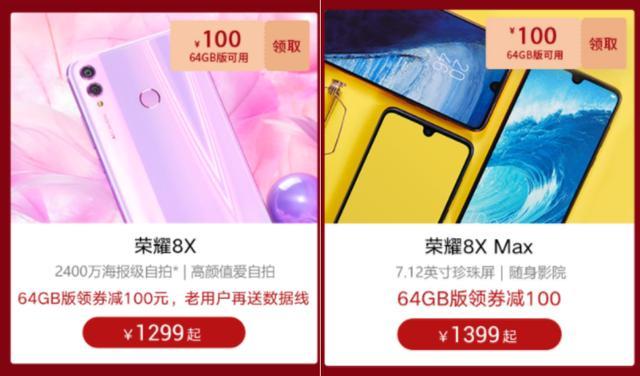 ¥100
64GB版可用
领取
荣耀8X
2400万海报级自拍* | 高颜值爱自拍
64GB版领券减100元，老用户再送数据线
¥1299起
¥100
64GB版可用
领取
荣耀8X Max
7.12英寸珍珠屏 | 随身影院
64GB版领券减100
¥1399起